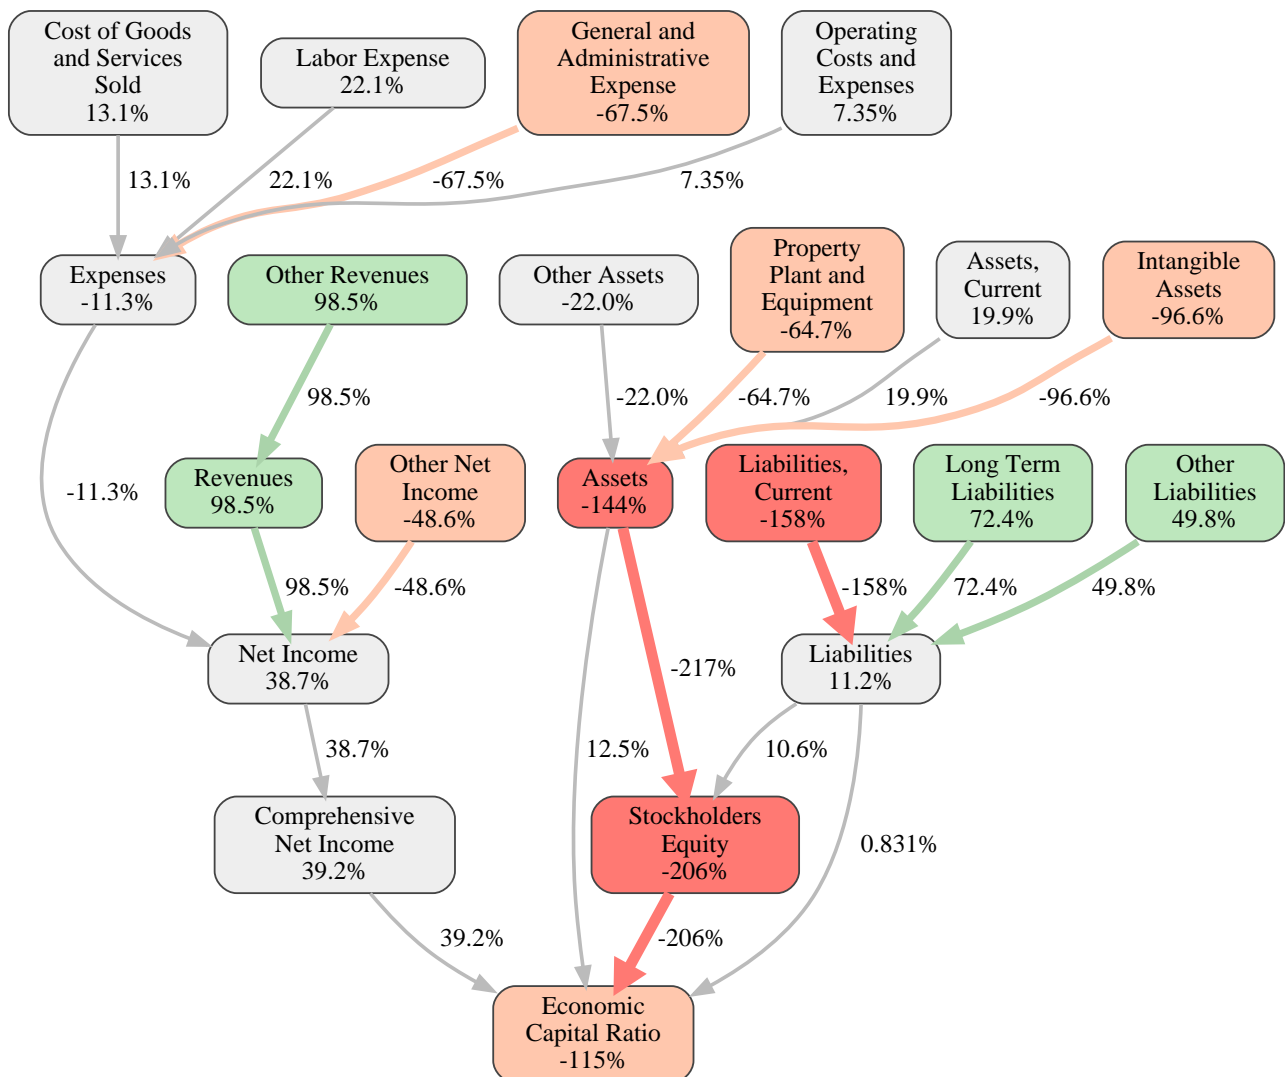 Cost of Goods
and Services
Sold
13.1%
Labor Expense
22.1%
General and
Administrative
Expense
-67.5%
Operating
Costs and
Expenses
7.35%
13.1%
22.1%
-67.5%
7.35%
Expenses
-11.3%
Other Revenues
98.5%
Other Assets
-22.0%
Property
Plant and
Equipment
-64.7%
Assets,
Current
19.9%
Intangible
Assets
-96.6%
98.5%
-22.0%
-64.7%
19.9%
-96.6%
-11.3%
Revenues
98.5%
Other Net
Income
-48.6%
Assets
-144%
Liabilities,
Current
-158%
Long Term
Liabilities
72.4%
Other
Liabilities
49.8%
98.5%
-48.6%
-158%
72.4%
49.8%
Net Income
38.7%
-217%
Liabilities
11.2%
38.7%
12.5%
10.6%
Comprehensive
Net Income
39.2%
Stockholders
Equity
-206%
0.831%
39.2%
-206%
Economic
Capital Ratio
-115%